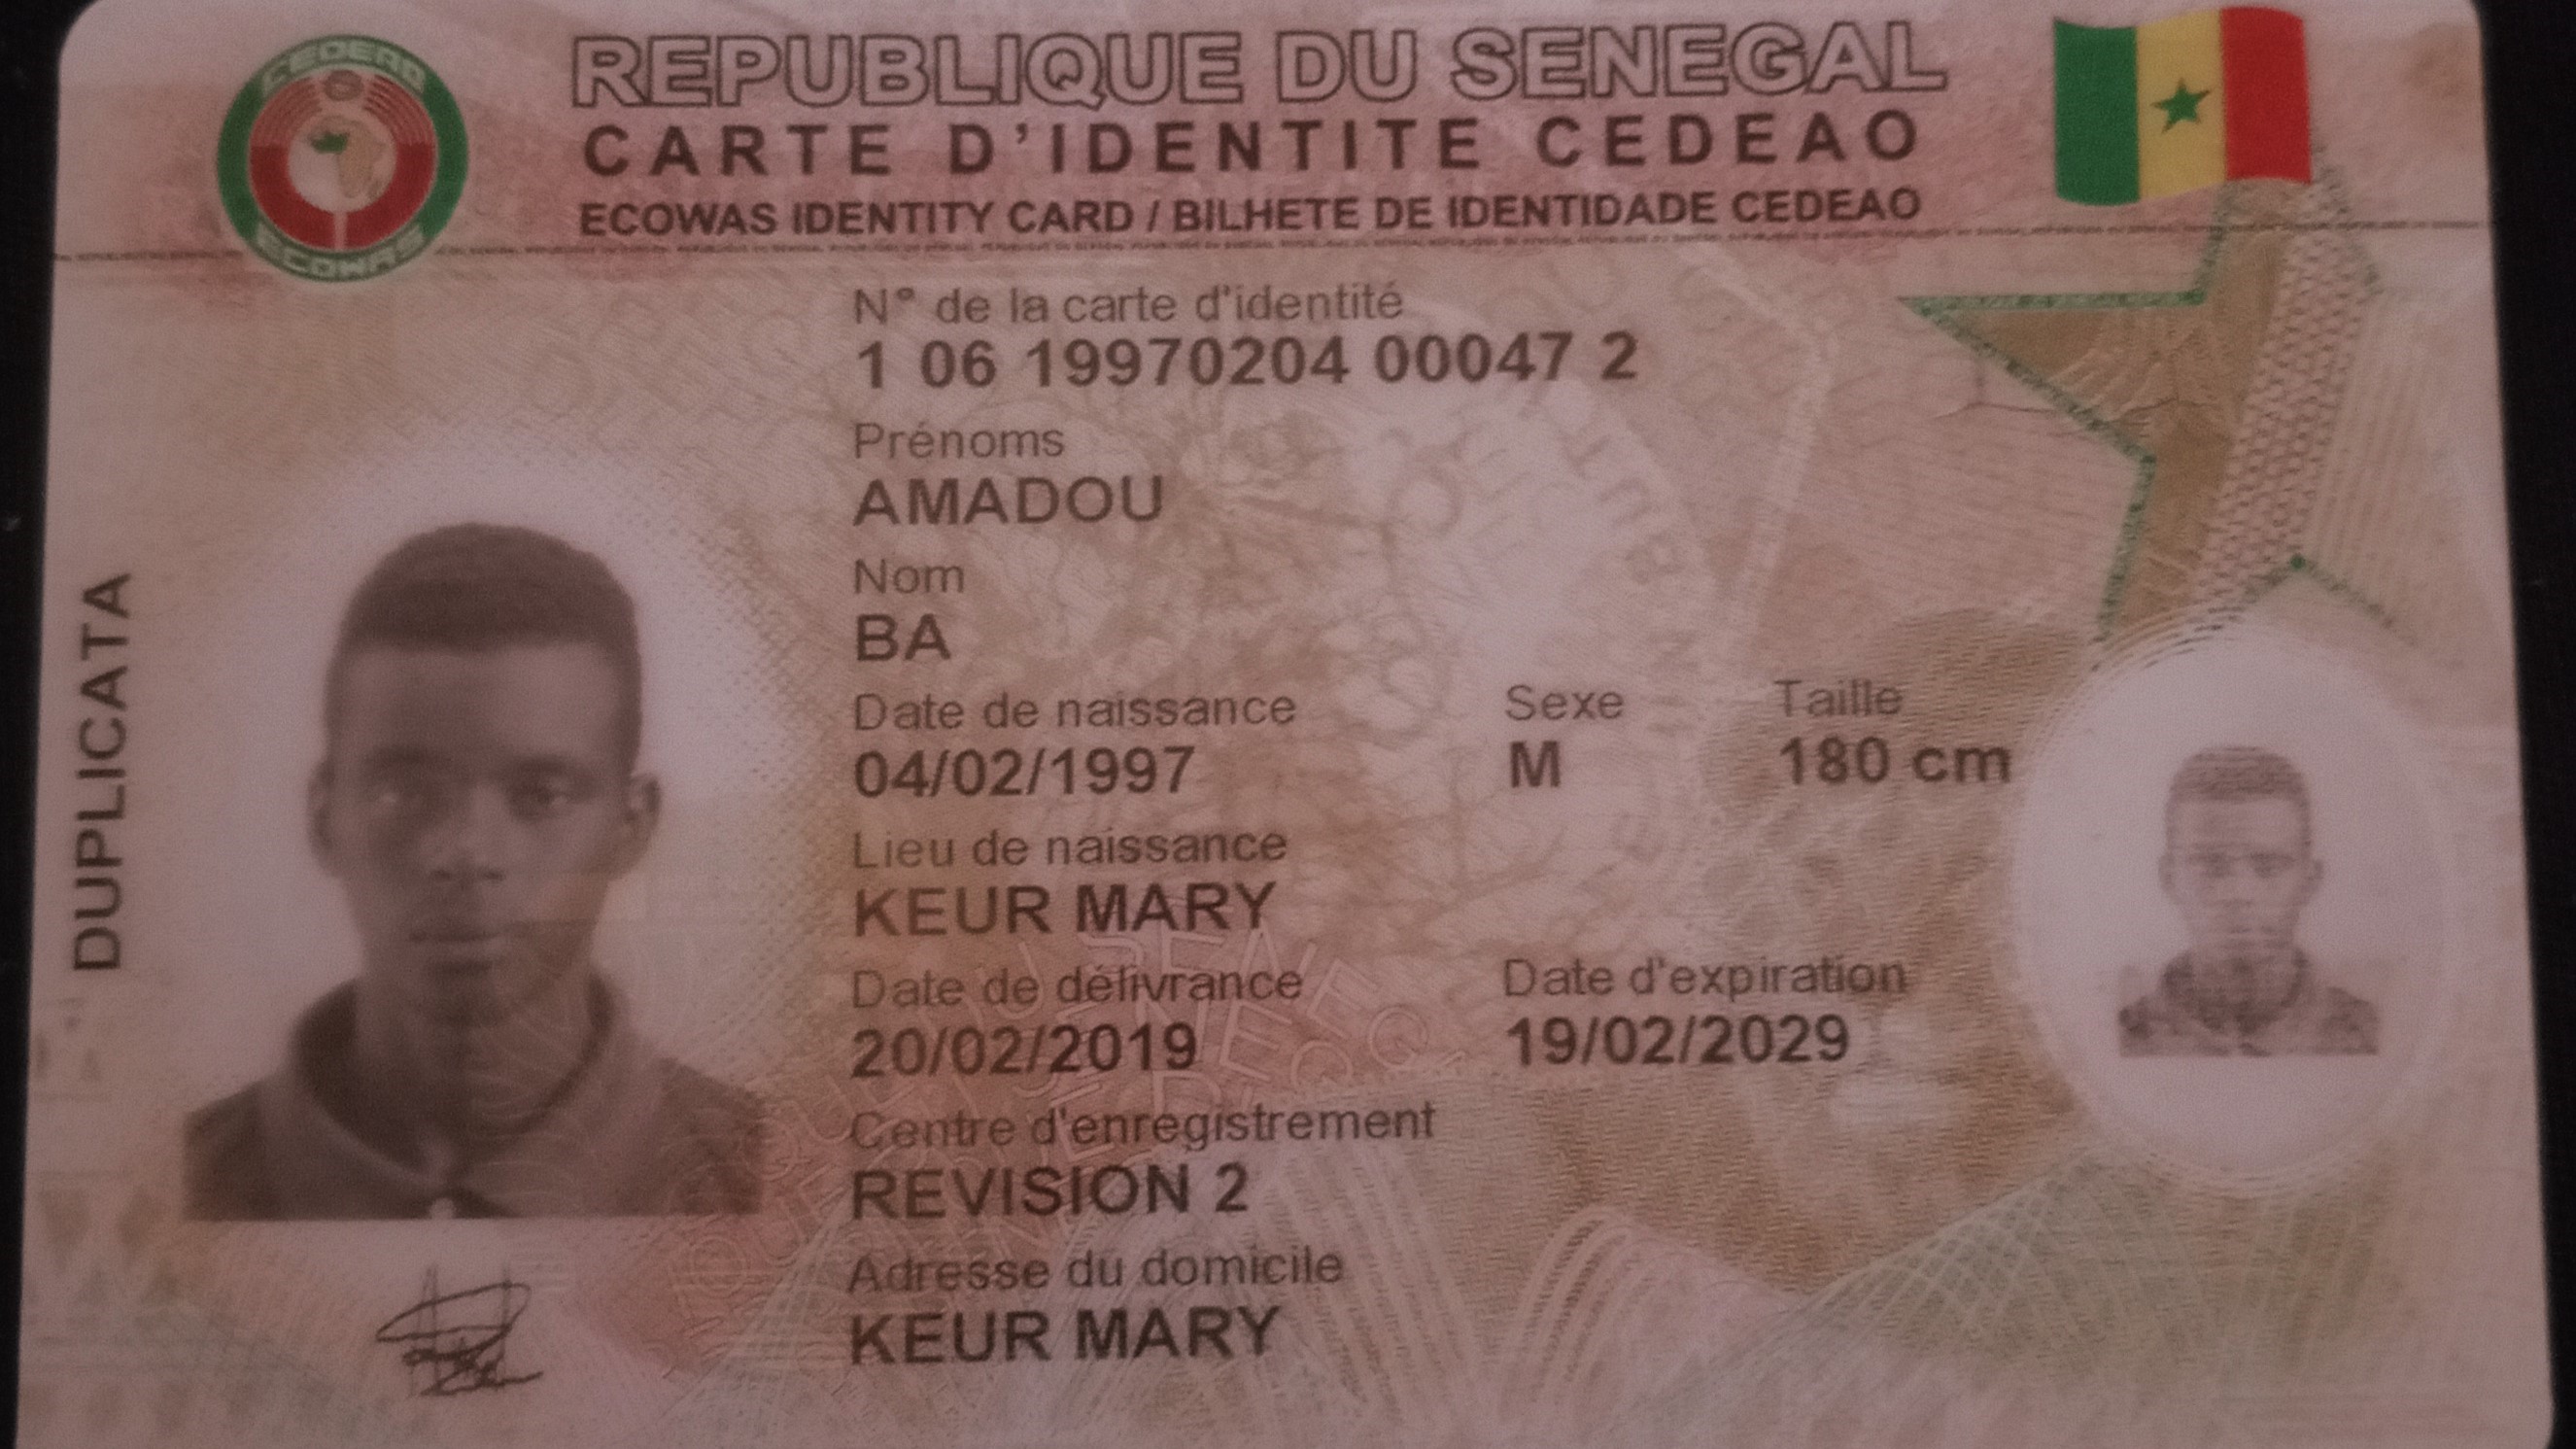 CEDEAO
ECOWAS
REPUBLIQUE DU SENEGAL
CARTE D'IDENTITE CEDEAO
ECOWAS IDENTITY CARD / BILHETE DE IDENTIDADE CEDEAO
N° de la carte d'identité
1 06 19970204 00047 2
Prénoms
AMADOU
Nom
BA
Date de naissance Sexe Taille
04/02/1997 M 180 cm
Lieu de naissance
KEUR MARY
Date de délivrance Date d'expiration
20/02/2019 19/02/2029
Centre d'enregistrement
REVISION 2
Adresse du domicile
KEUR MARY
DUPLICATA